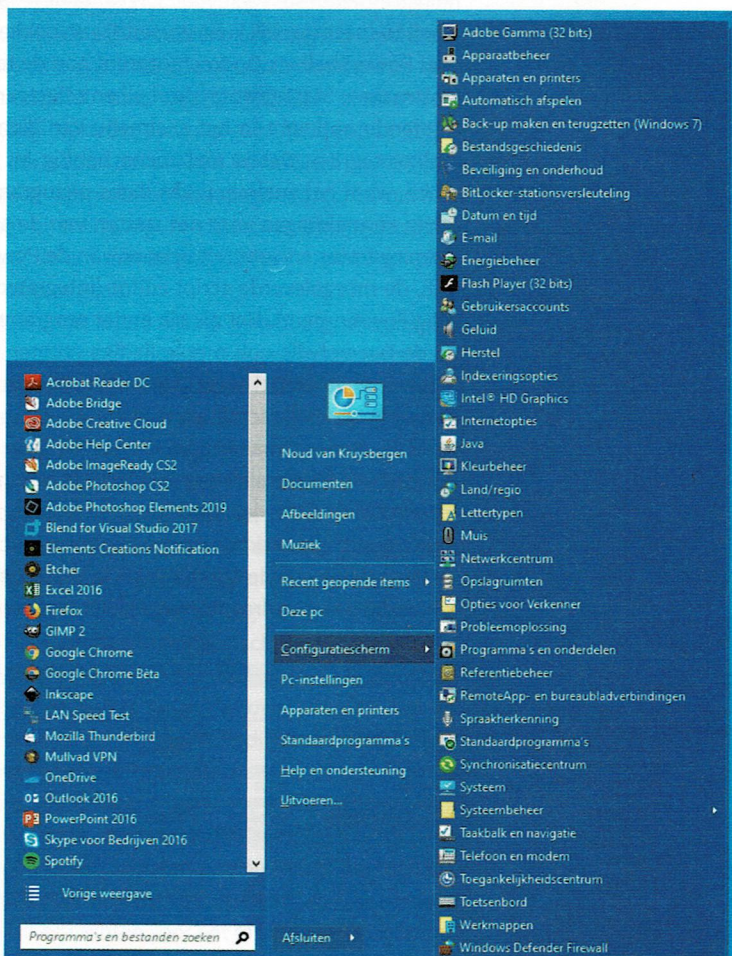 Acrobat Reader DC
Adobe Bridge
Adobe Creative Cloud
Adobe Help Center
Adobe ImageReady CS2
Adobe Photoshop CS2
Adobe Photoshop Elements 2019
Blend for Visual Studio 2017
Elements Creations Notification
Etcher
Excel 2016
Firefox
GIMP 2
Google Chrome
Google Chrome Bèta
Inkscape
LAN Speed Test
Mozilla Thunderbird
Mullvad VPN
OneDrive
Outlook 2016
PowerPoint 2016
Skype voor Bedrijven 2016
Spotify
Vorige weergave
Programma's en bestanden zoeken
Noud van Kruysbergen
Documenten
Afbeeldingen
Muziek
Recent geopende items
Deze pc
Configuratiescherm
Pc-instellingen
Apparaten en printers
Standaardprogramma's
Help en ondersteuning
Uitvoeren...
Afsluiten
Adobe Gamma (32 bits)
Apparaatbeheer
Apparaten en printers
Automatisch afspelen
Back-up maken en terugzetten (Windows 7)
Bestandsgeschiedenis
Beveiliging en onderhoud
BitLocker-stationsversleuteling
Datum en tijd
E-mail
Energiebeheer
Flash Player (32 bits)
Gebruikersaccounts
Geluid
Herstel
Indexeringsopties
Intel® HD Graphics
Internetopties
Java
Kleurbeheer
Land/regio
Lettertypen
Muis
Netwerkcentrum
Opslagruimten
Opties voor Verkenner
Probleemoplossing
Programma's en onderdelen
Referentiebeheer
RemoteApp- en bureaubladverbindingen
Spraakherkenning
Standaardprogramma's
Synchronisatiecentrum
Systeem
Systeembeheer
Taakbalk en navigatie
Telefoon en modem
Toegankelijkheidscentrum
Toetsenbord
Werkmappen
Windows Defender Firewall